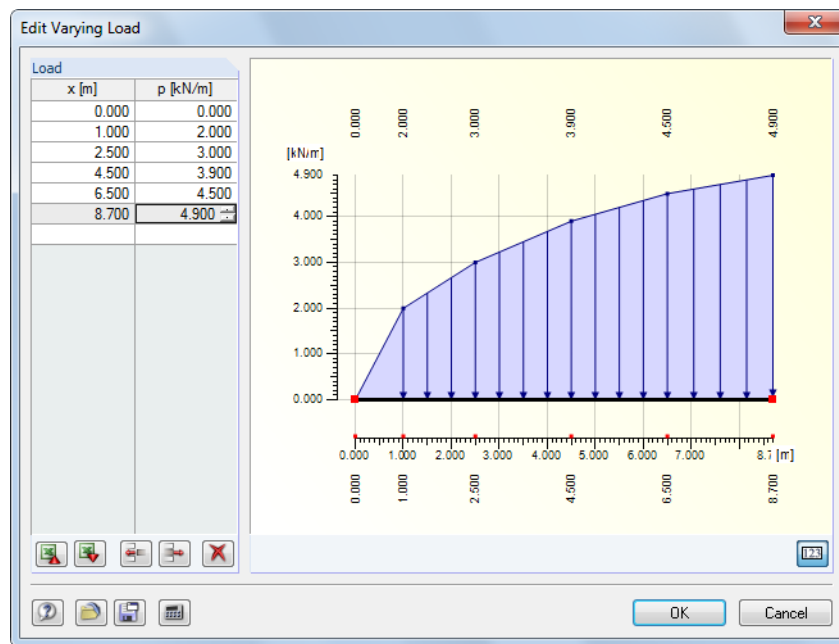 Edit Varying Load
Load
x [m] p [kN/m]
0.000 0.000
1.000 2.000
2.500 3.000
4.500 3.900
6.500 4.500
8.700 4.900
0.000 2.000 3.000 3.900 4.500 4.900
[kN/m]
4.900
4.000
3.000
2.000
1.000
0.000
0.000 1.000 2.000 3.000 4.000 5.000 6.000 7.000 8.7 [m]
0.000 1.000 2.500 4.500 6.500 8.700
123
OK Cancel